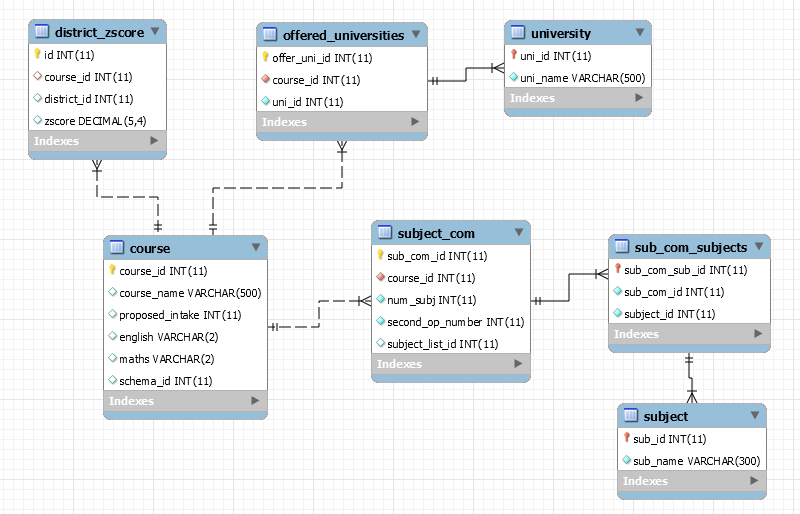 district_zscore
id INT(11)
course_id INT(11)
district_id INT(11)
zscore DECIMAL(5,4)
Indexes
offered_universities
offer_uni_id INT(11)
course_id INT(11)
uni_id INT(11)
Indexes
university
uni_id INT(11)
uni_name VARCHAR(500)
Indexes
course
course_id INT(11)
course_name VARCHAR(500)
proposed_intake INT(11)
english VARCHAR(2)
maths VARCHAR(2)
schema_id INT(11)
Indexes
subject_com
sub_com_id INT(11)
course_id INT(11)
num_subj INT(11)
second_op_number INT(11)
subject_list_id INT(11)
Indexes
sub_com_subjects
sub_com_sub_id INT(11)
sub_com_id INT(11)
subject_id INT(11)
Indexes
subject
sub_id INT(11)
sub_name VARCHAR(300)
Indexes